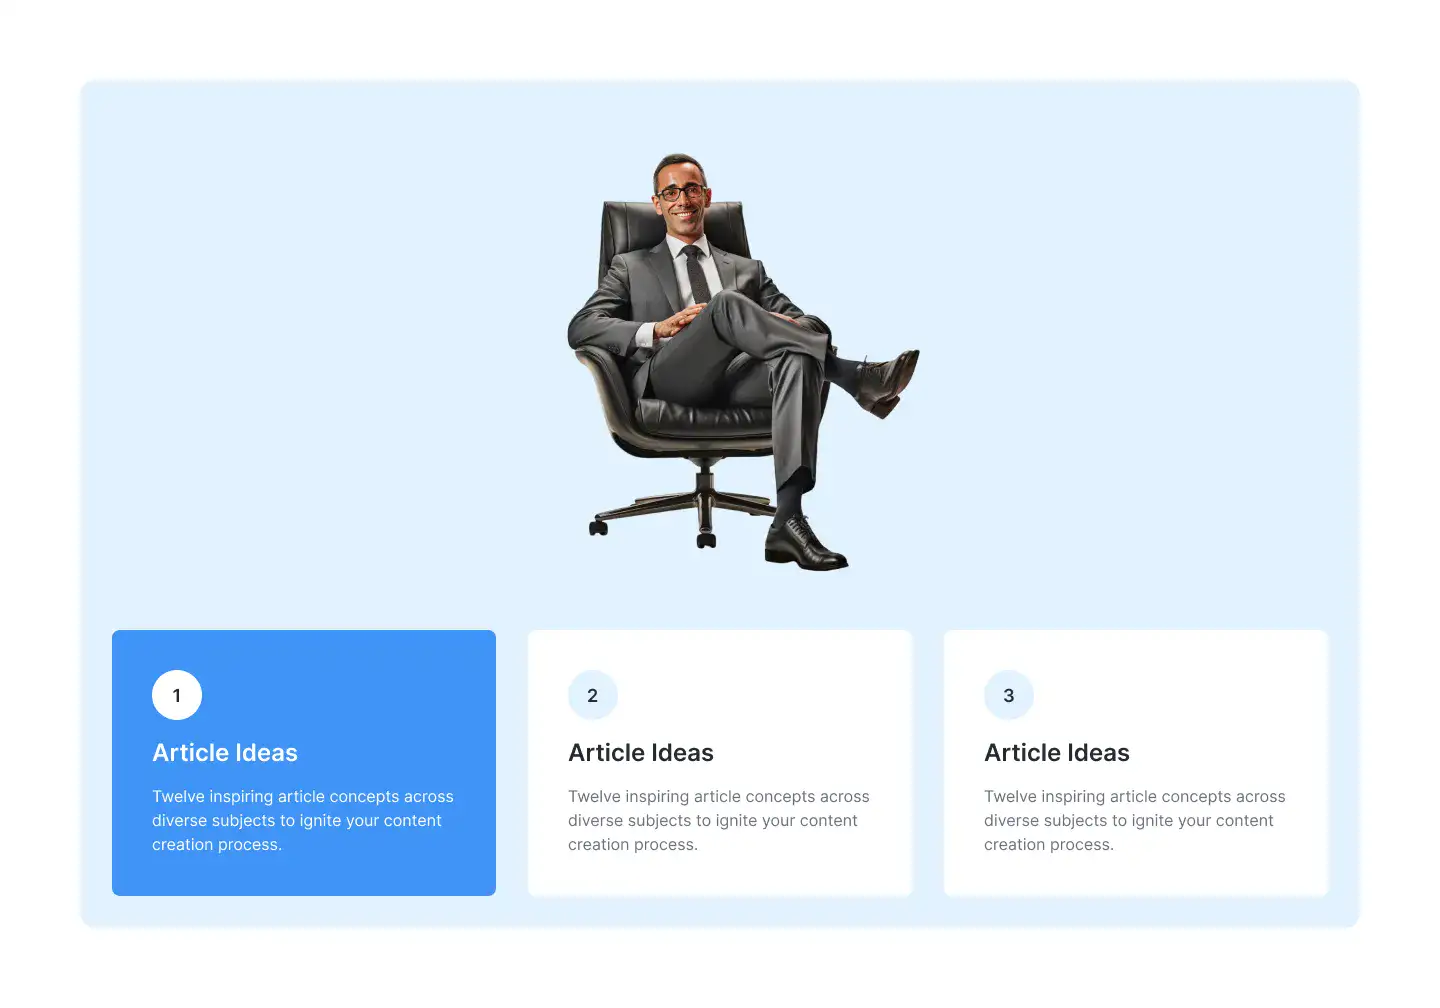 1
Article Ideas
Twelve inspiring article concepts across
diverse subjects to ignite your content
creation process.
2
Article Ideas
Twelve inspiring article concepts across
diverse subjects to ignite your content
creation process.
3
Article Ideas
Twelve inspiring article concepts across
diverse subjects to ignite your content
creation process.